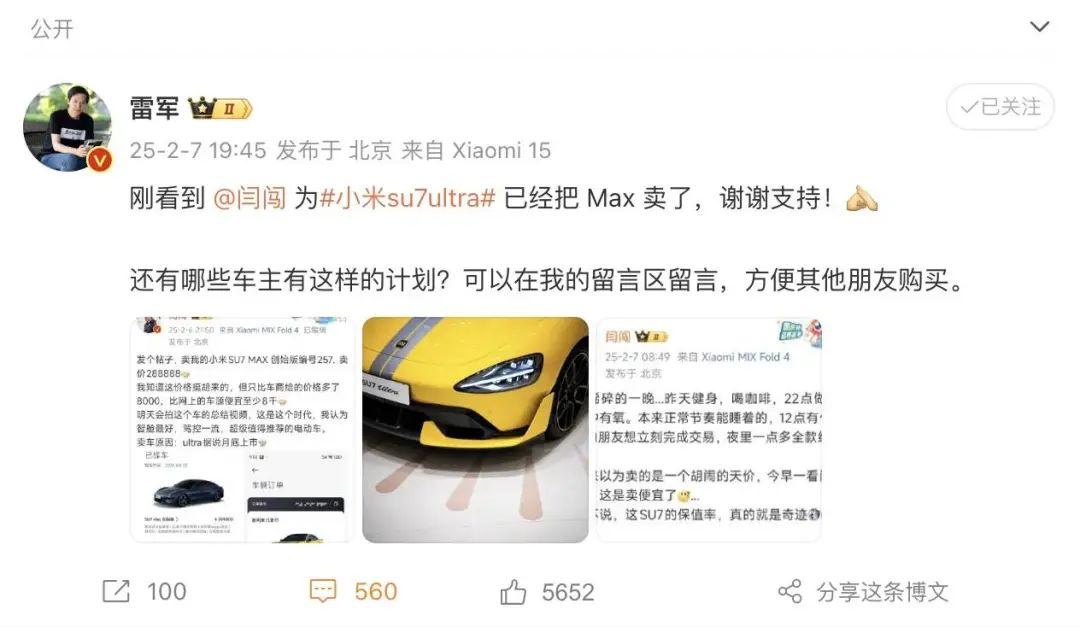 公开
雷军 II
已关注
25-2-7 19:45 发布于 北京 来自 Xiaomi 15
刚看到 @闫闯 为#小米su7ultra# 已经把 Max 卖了，谢谢支持！
还有哪些车主有这样的计划？可以在我的留言区留言，方便其他朋友购买。
25-2-6 21:50 来自 Xiaomi MIX Fold 4 已编辑
发布于 北京
发个帖子，卖我的小米SU7 MAX 创始版编号257，卖
价288888
我知道这价格挺胡来的，但只比车商给的价格多了
8000，比网上的车顶便宜至少8千
明天会拍这个车的总结视频，这是这个时代，我认为
智舱最好，驾控一流，超级值得推荐的电动车。
卖车原因：ultra据说月底上市
已锁车
车辆订单
SU7 Ultra
闫闯 II
25-2-7 08:49 来自 Xiaomi MIX Fold 4
发布于 北京
碎的一晚...昨天健身，喝咖啡，22点做
有氧。本来正常节奏能睡着的，12点有
朋友想立刻完成交易，夜里一点多全款
以为卖的是一个胡闹的天价，今早一看
这是卖便宜了...
说，这SU7的保值率，真的就是奇迹
100
560
5652
分享这条博文